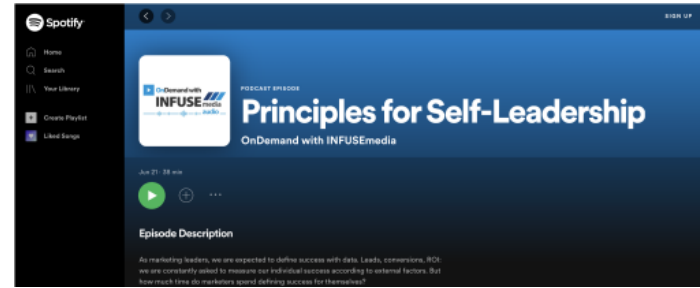 Spotify
SIGN UP
Home
Search
Your Library
Create Playlist
Liked Songs
OnDemand with
INFUSEmedia
audio
PODCAST EPISODE
Principles for Self-Leadership
OnDemand with INFUSEmedia
Jun 21 · 28 min
Episode Description
As marketing leaders, we are expected to define success with data. Leads, conversions, ROI:
we are constantly asked to measure our individual success according to external factors. But
how much time do marketers spend defining success for themselves?